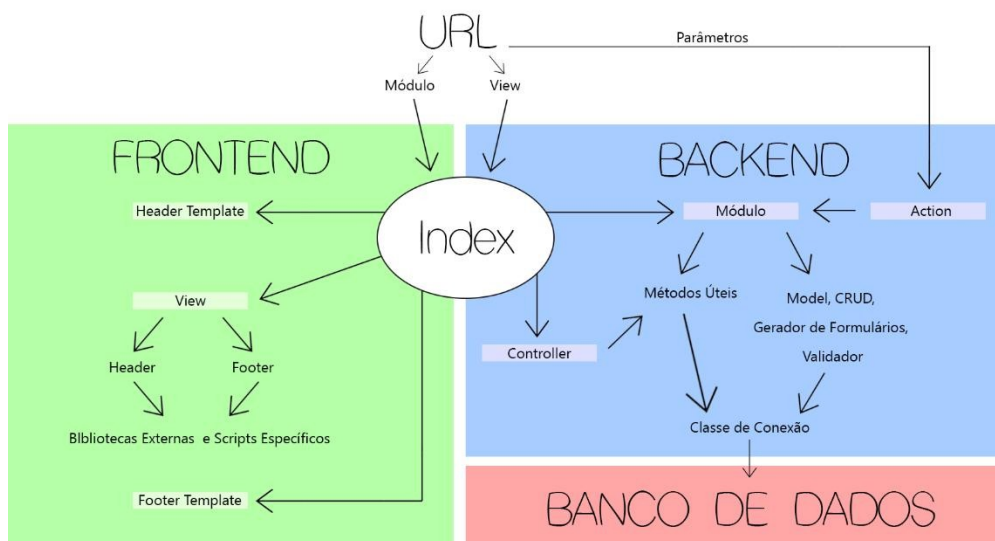 URL
Parâmetros
Módulo
View
FRONTEND
BACKEND
Header Template
Index
Módulo
Action
View
Métodos Úteis
Model, CRUD,
Gerador de Formulários,
Validador
Controller
Header
Footer
BIbliotecas Externas e Scripts Específicos
Classe de Conexão
Footer Template
BANCO DE DADOS